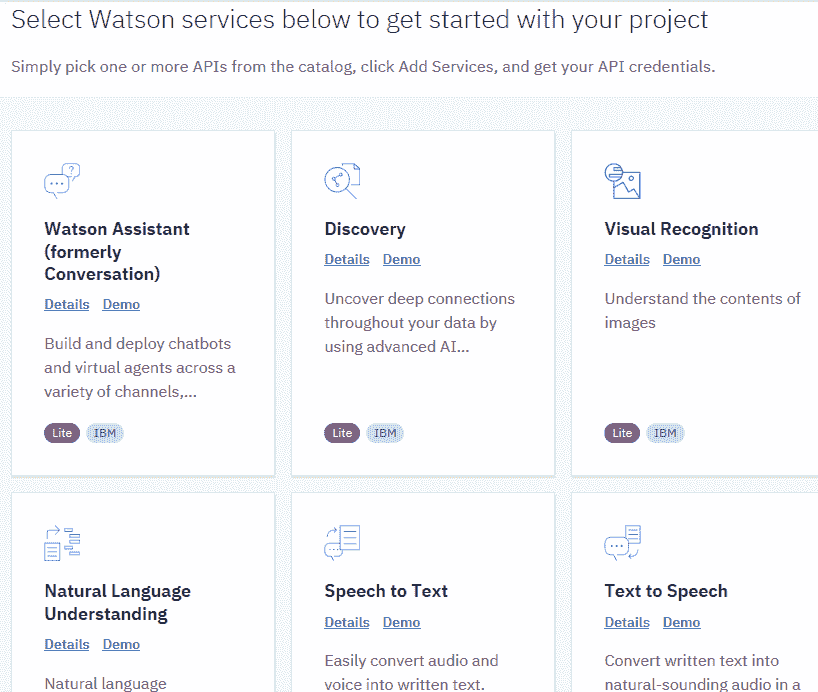 Select Watson services below to get started with your project
Simply pick one or more APIs from the catalog, click Add Services, and get your API credentials.
?
Watson Assistant
(formerly
Conversation)
Details Demo
Build and deploy chatbots
and virtual agents across a
variety of channels,...
Lite IBM
Discovery
Details Demo
Uncover deep connections
throughout your data by
using advanced AI...
Lite IBM
Visual Recognition
Details Demo
Understand the contents of
images
Lite IBM
Natural Language
Understanding
Details Demo
Natural language
Speech to Text
Details Demo
Easily convert audio and
voice into written text.
Text to Speech
Details Demo
Convert written text into
natural-sounding audio in a